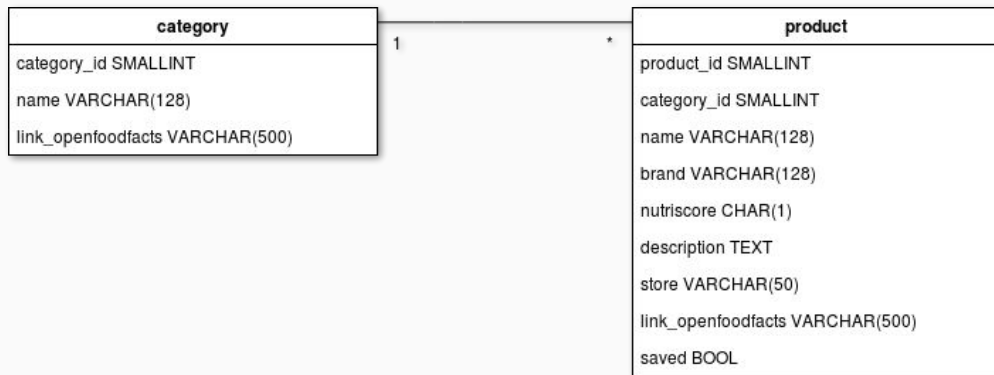 category
category_id SMALLINT
name VARCHAR(128)
link_openfoodfacts VARCHAR(500)
1
*
product
product_id SMALLINT
category_id SMALLINT
name VARCHAR(128)
brand VARCHAR(128)
nutriscore CHAR(1)
description TEXT
store VARCHAR(50)
link_openfoodfacts VARCHAR(500)
saved BOOL